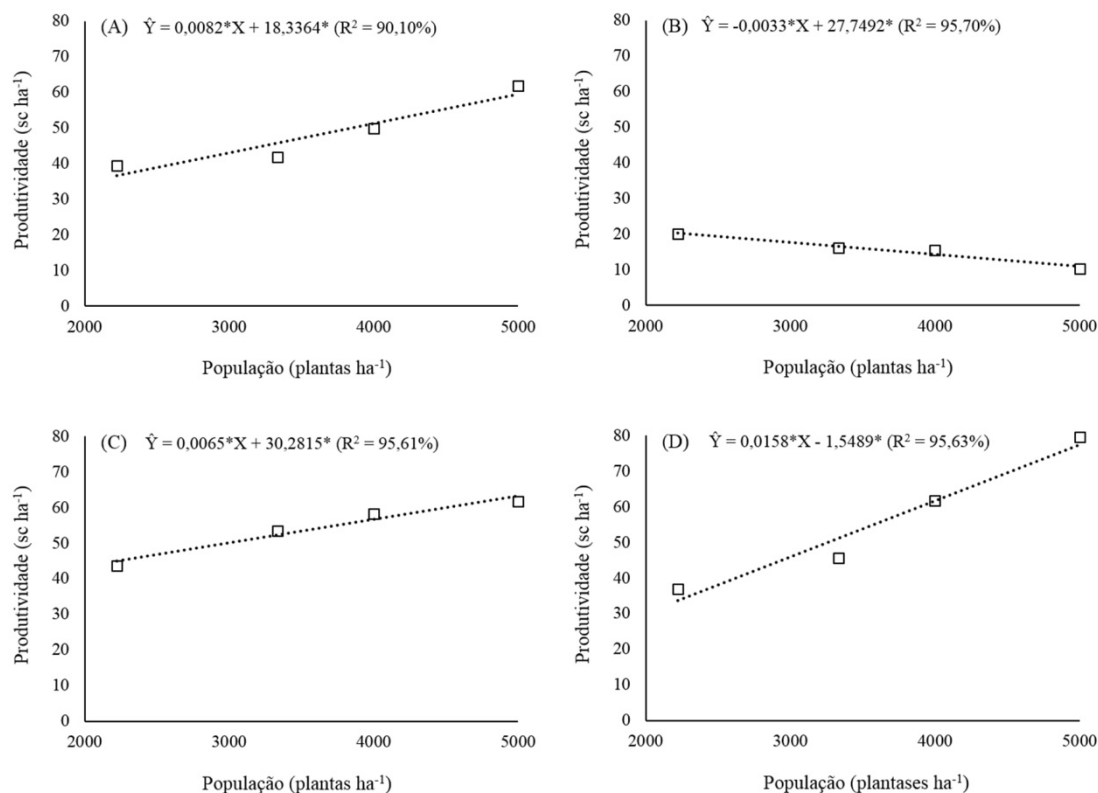 (A) Ŷ = 0,0082*X + 18,3364* (R² = 90,10%)
80
70
60
50
40
30
20
10
0
Produtividade (sc ha⁻¹)
2000 3000 4000 5000
População (plantas ha⁻¹)
(B) Ŷ = -0,0033*X + 27,7492* (R² = 95,70%)
80
70
60
50
40
30
20
10
0
Produtividade (sc ha⁻¹)
2000 3000 4000 5000
População (plantas ha⁻¹)
(C) Ŷ = 0,0065*X + 30,2815* (R² = 95,61%)
80
70
60
50
40
30
20
10
0
Produtividade (sc ha⁻¹)
2000 3000 4000 5000
População (plantas ha⁻¹)
(D) Ŷ = 0,0158*X - 1,5489* (R² = 95,63%)
80
70
60
50
40
30
20
10
0
Produtividade (sc ha⁻¹)
2000 3000 4000 5000
População (plantases ha⁻¹)